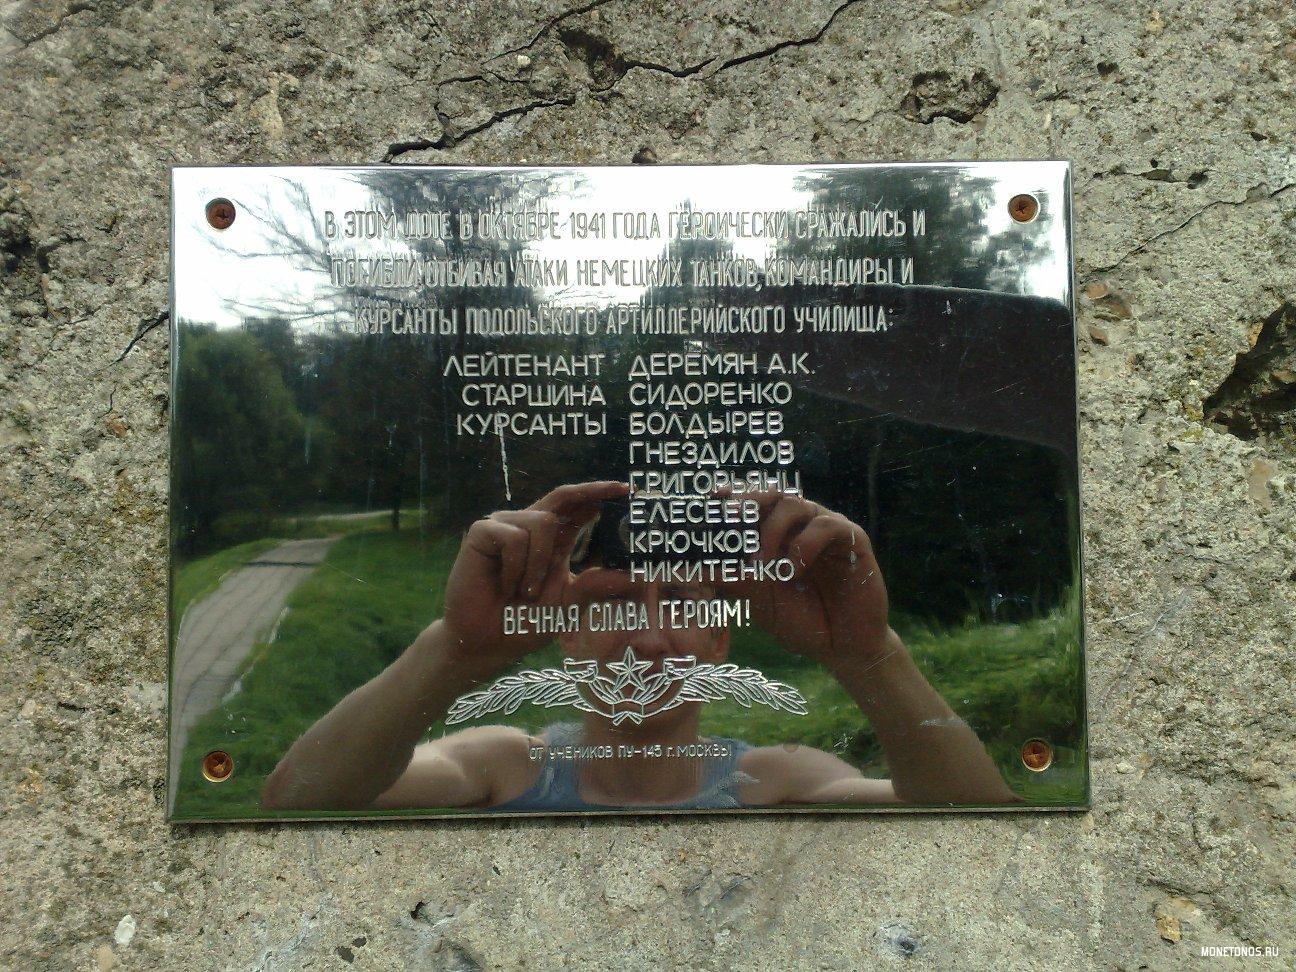 В ЭТОМ ДОТЕ В ОКТЯБРЕ 1941 ГОДА ГЕРОИЧЕСКИ СРАЖАЛИСЬ И
ПОГИБЛИ, ОТБИВАЯ АТАКИ НЕМЕЦКИХ ТАНКОВ, КОМАНДИРЫ И
КУРСАНТЫ ПОДОЛЬСКОГО АРТИЛЛЕРИЙСКОГО УЧИЛИЩА:
ЛЕЙТЕНАНТ ДЕРЕМЯН А.К.
СТАРШИНА СИДОРЕНКО
КУРСАНТЫ БОЛДЫРЕВ
ГНЕЗДИЛОВ
ГРИГОРЬЯНЦ
ЕЛЕСЕЕВ
КРЮЧКОВ
НИКИТЕНКО
ВЕЧНАЯ СЛАВА ГЕРОЯМ!
ОТ УЧЕНИКОВ ПУ-145 г. МОСКВЫ
MONETONOS.RU